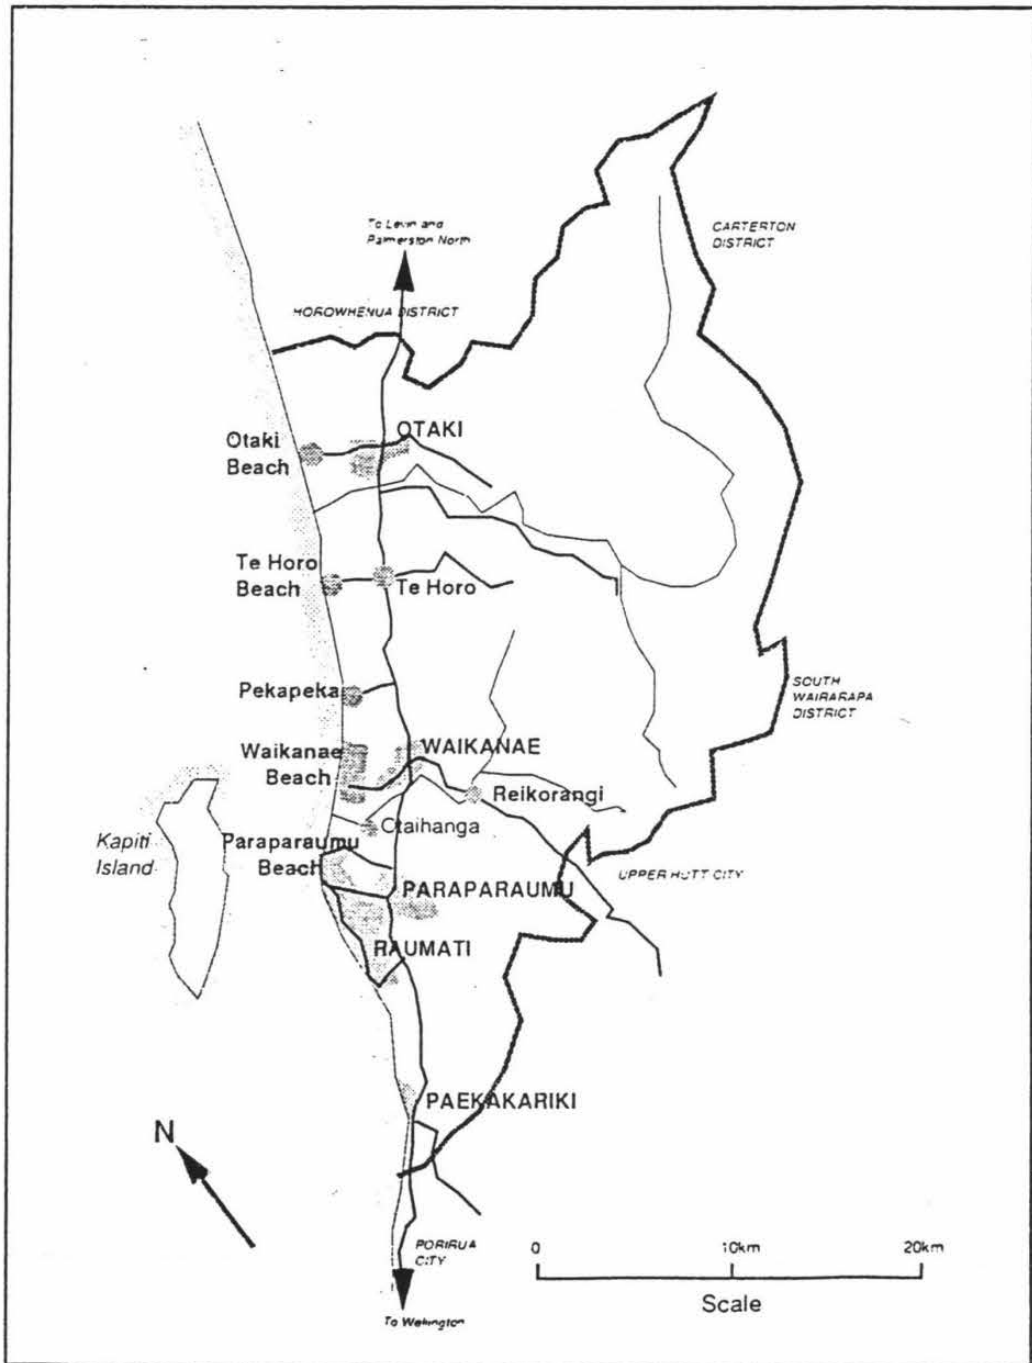 To Levin and
Palmerston North
CARTERTON
DISTRICT
HOROWHENUA DISTRICT
OTAKI
Otaki
Beach
Te Horo
Beach
Te Horo
Pekapeka
SOUTH
WAIRARAPA
DISTRICT
Waikanae
Beach
WAIKANAE
Reikorangi
Otaihanga
Kapiti
Island
Paraparaumu
Beach
UPPER HUTT CITY
PARAPARAUMU
RAUMATI
PAEKAKARIKI
N
PORIRUA
CITY
0 10km 20km
Scale
To Wellington